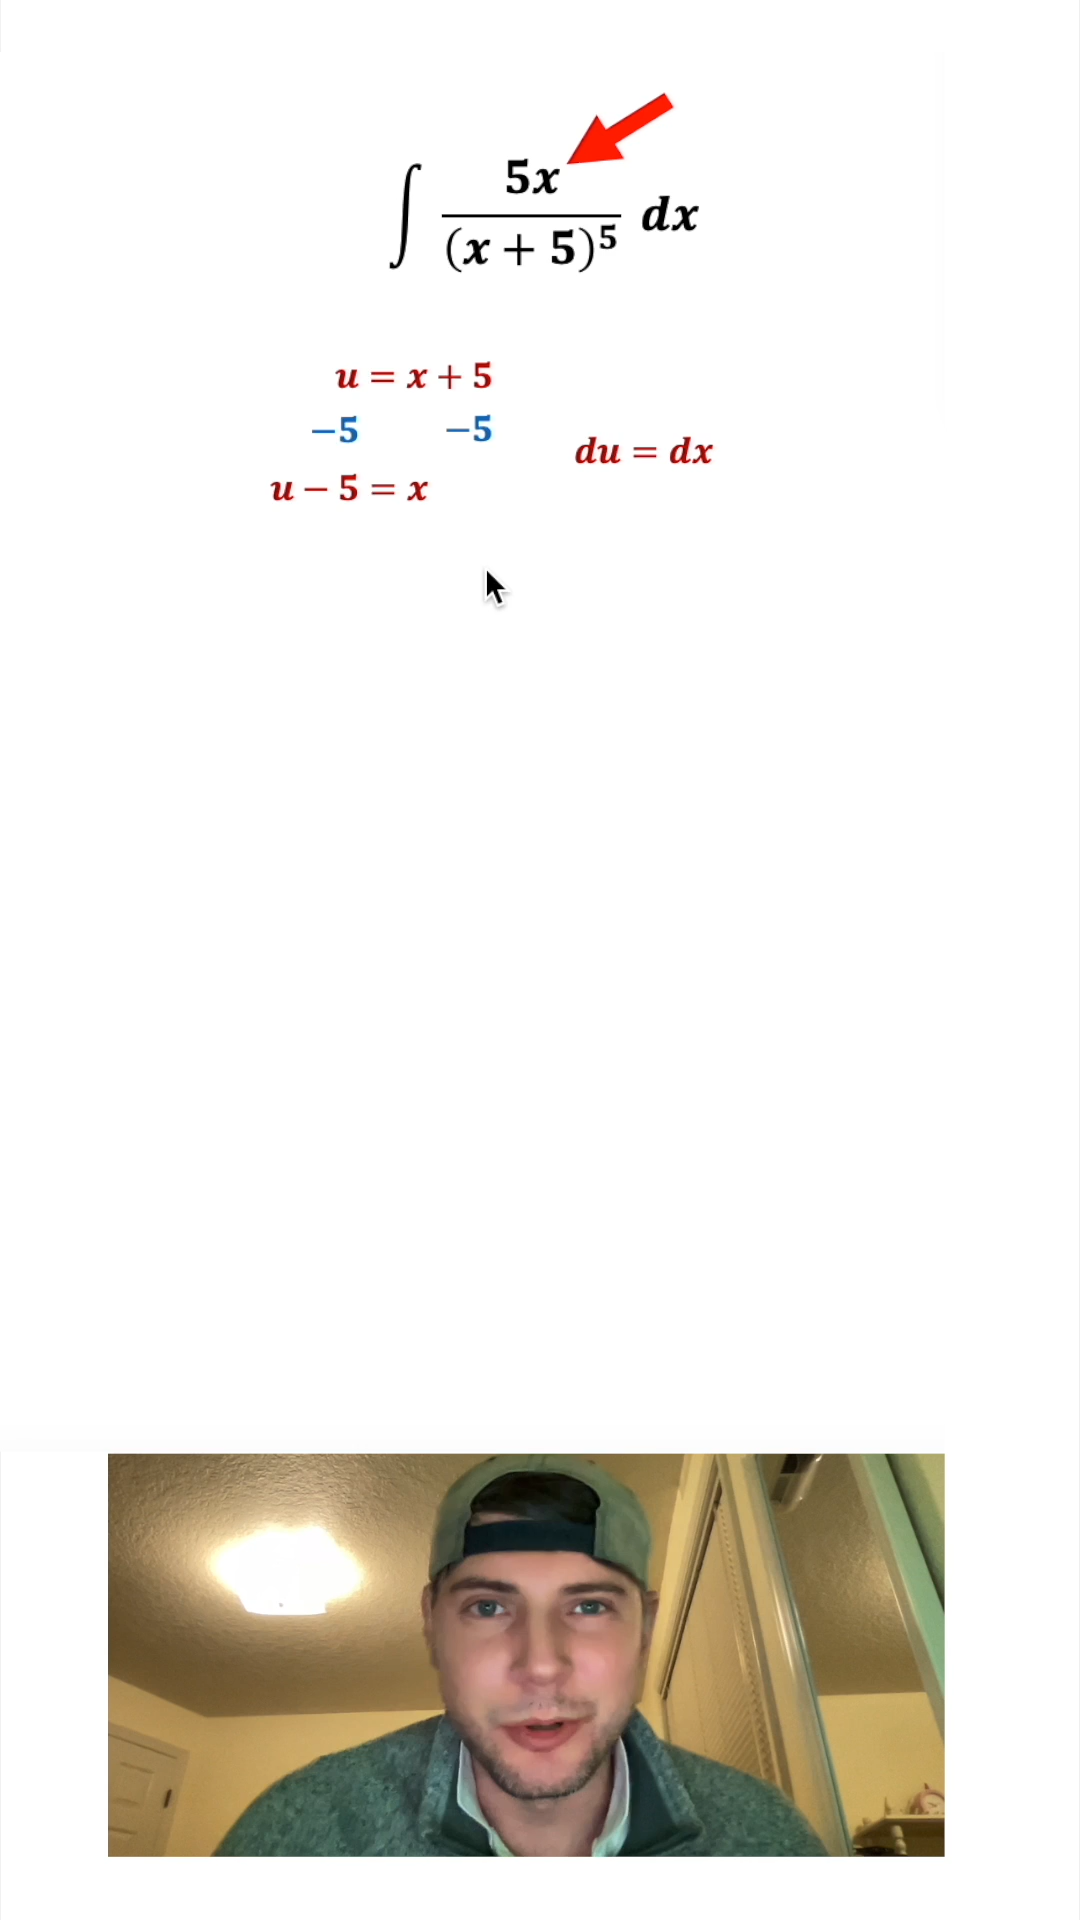 ∫ 5x / (x + 5)⁵ dx
u = x + 5
−5 −5
du = dx
u − 5 = x